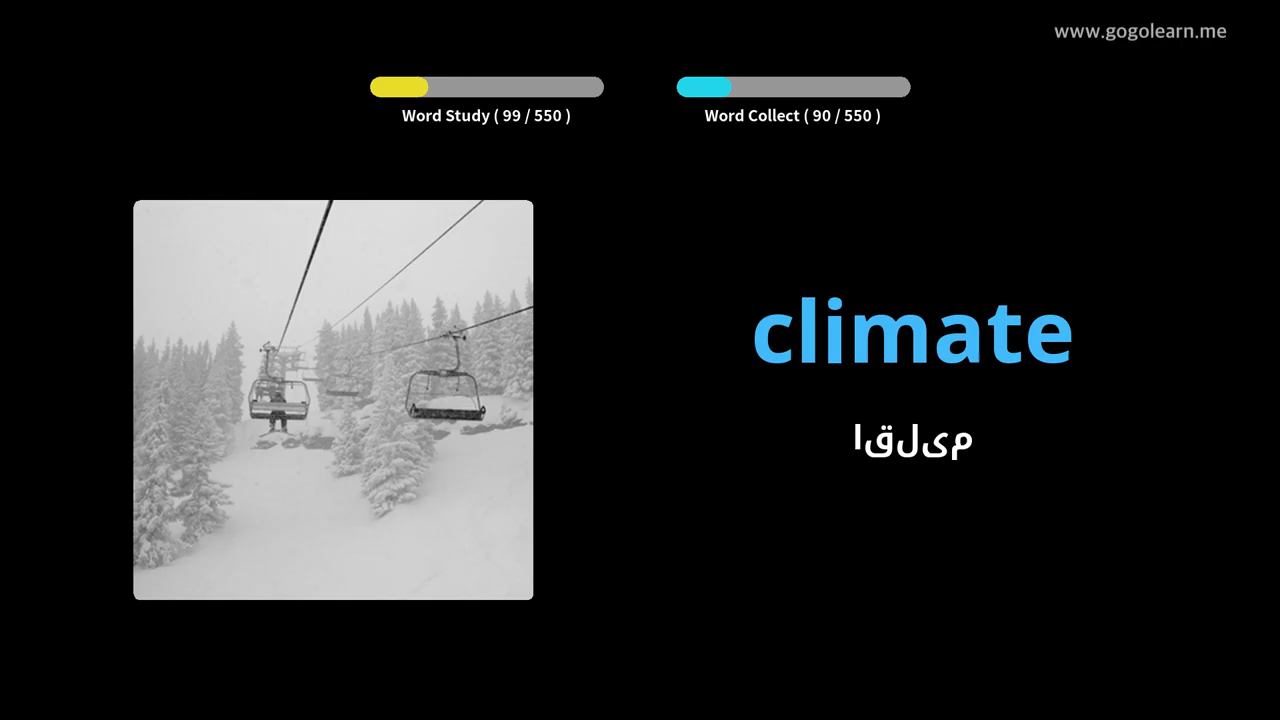 www.gogolearn.me
Word Study ( 99 / 550 )
Word Collect ( 90 / 550 )
climate
اقلیم